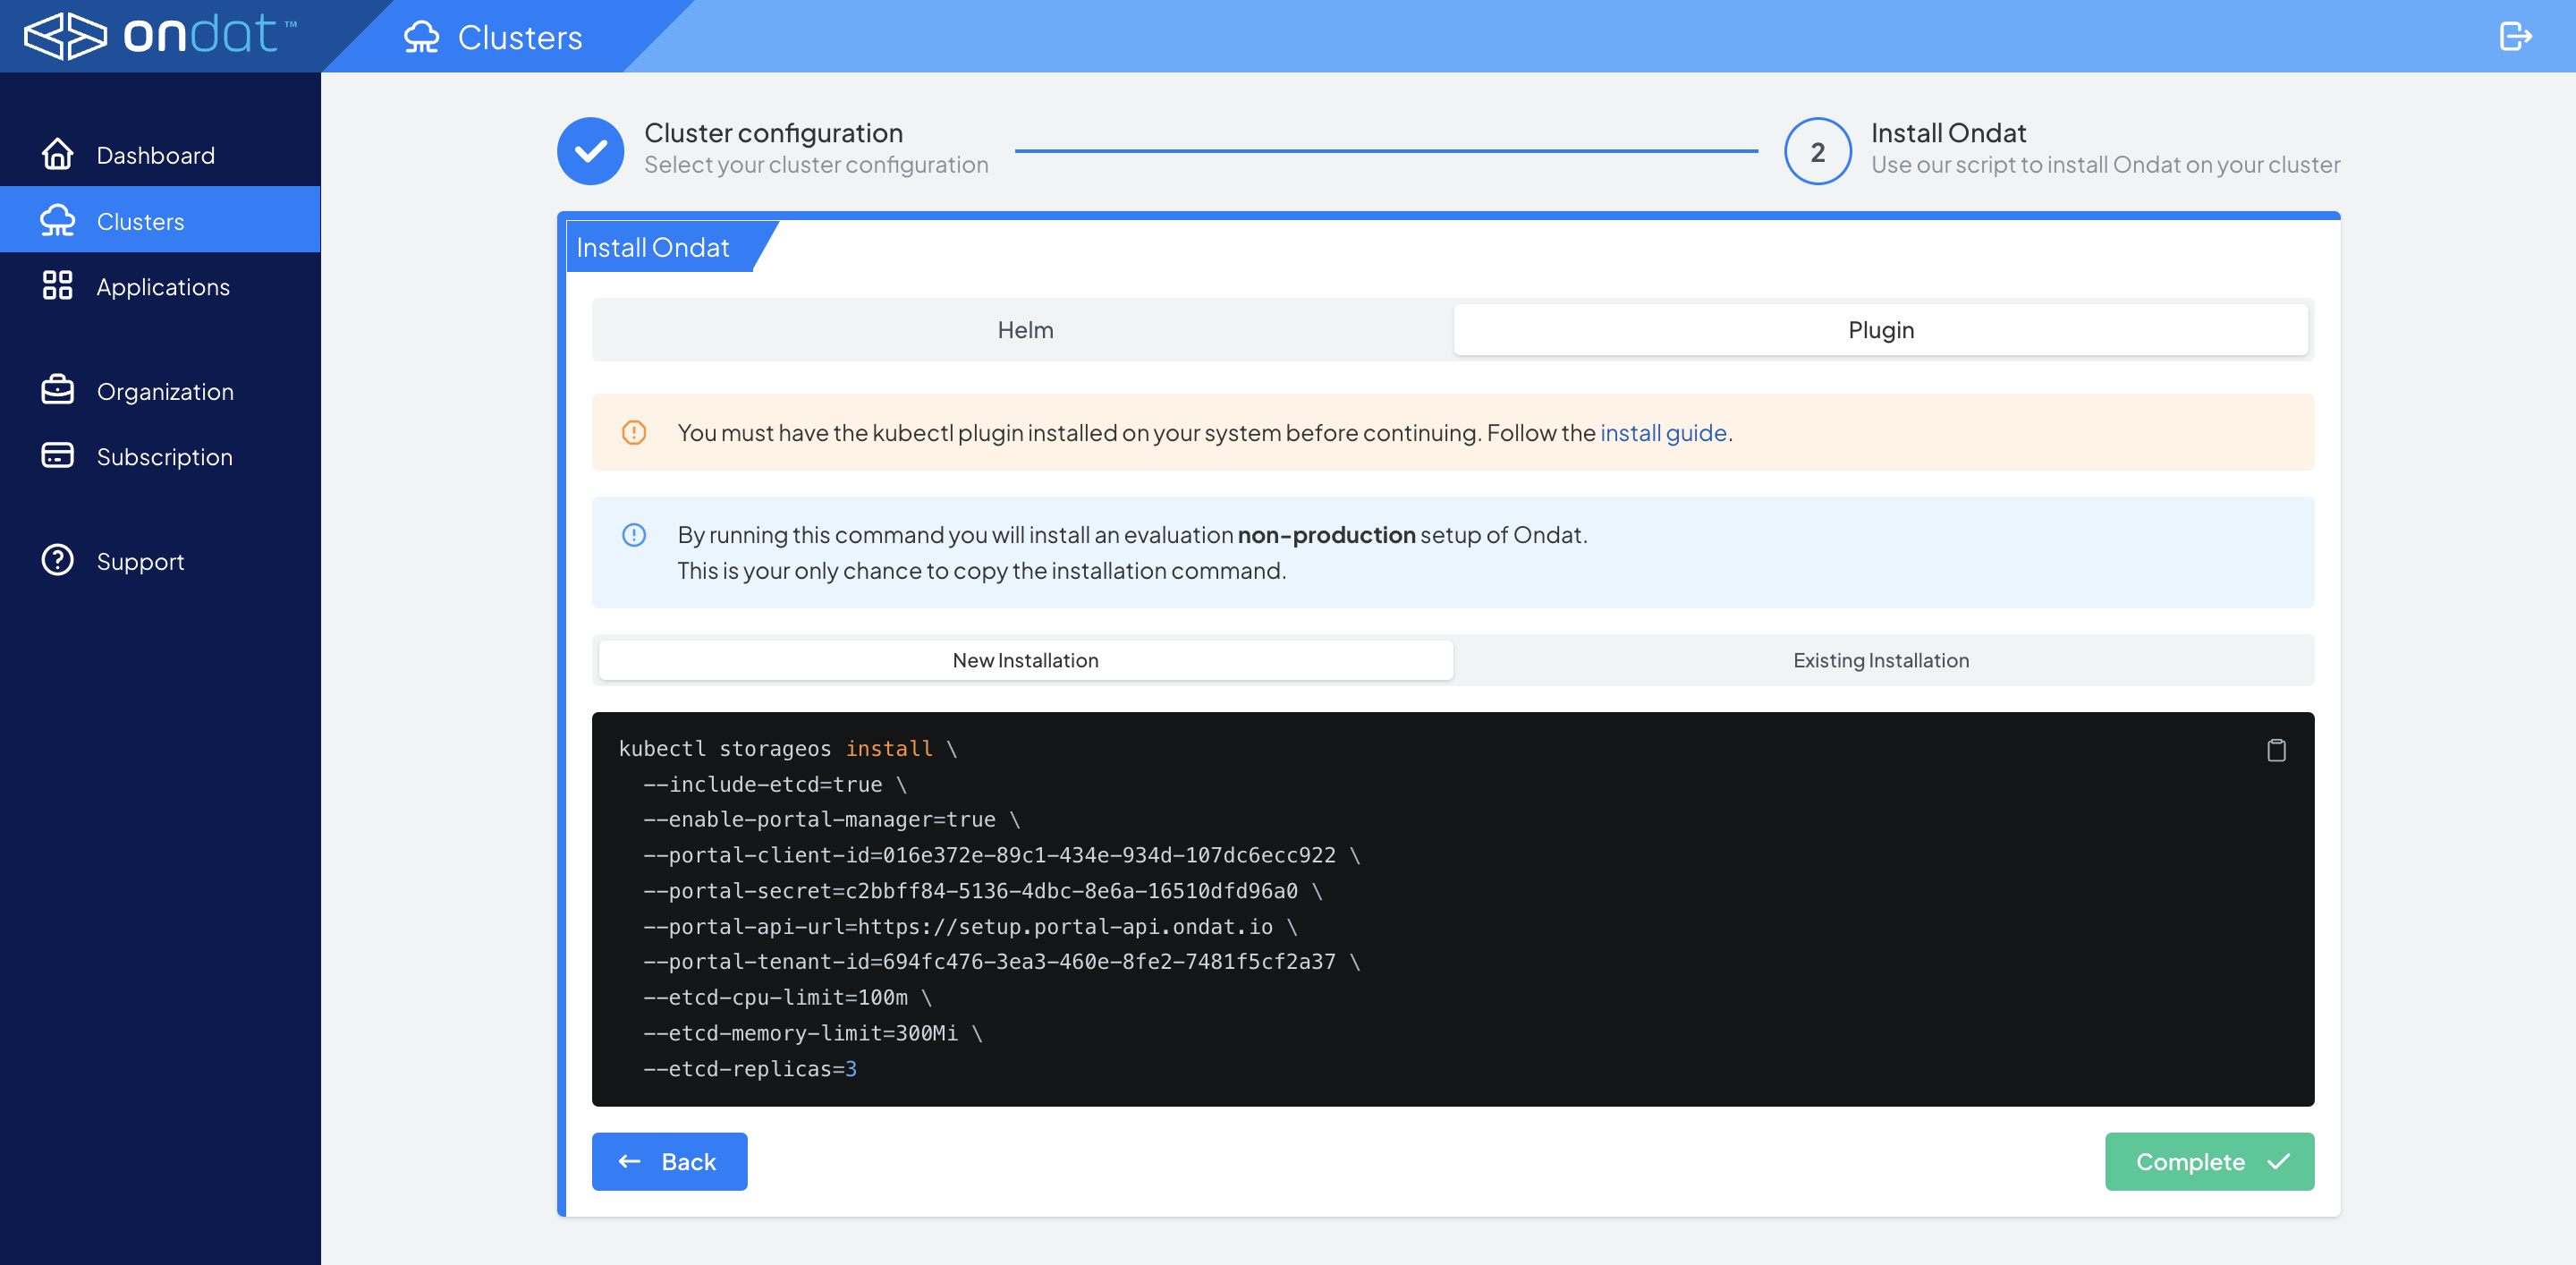 ondat™
Clusters
Dashboard
Clusters
Applications
Organization
Subscription
Support
Cluster configuration
Select your cluster configuration
2
Install Ondat
Use our script to install Ondat on your cluster
Install Ondat
Helm
Plugin
You must have the kubectl plugin installed on your system before continuing. Follow the install guide.
By running this command you will install an evaluation non-production setup of Ondat.
This is your only chance to copy the installation command.
New Installation
Existing Installation
kubectl storageos install \
--include-etcd=true \
--enable-portal-manager=true \
--portal-client-id=016e372e-89c1-434e-934d-107dc6ecc922 \
--portal-secret=c2bbff84-5136-4dbc-8e6a-16510dfd96a0 \
--portal-api-url=https://setup.portal-api.ondat.io \
--portal-tenant-id=694fc476-3ea3-460e-8fe2-7481f5cf2a37 \
--etcd-cpu-limit=100m \
--etcd-memory-limit=300Mi \
--etcd-replicas=3
Back
Complete